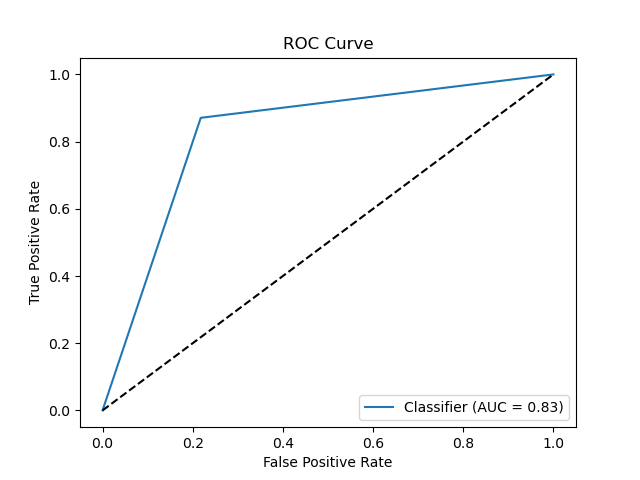 ROC Curve
True Positive Rate
1.0
0.8
0.6
0.4
0.2
0.0
Classifier (AUC = 0.83)
0.0 0.2 0.4 0.6 0.8 1.0
False Positive Rate